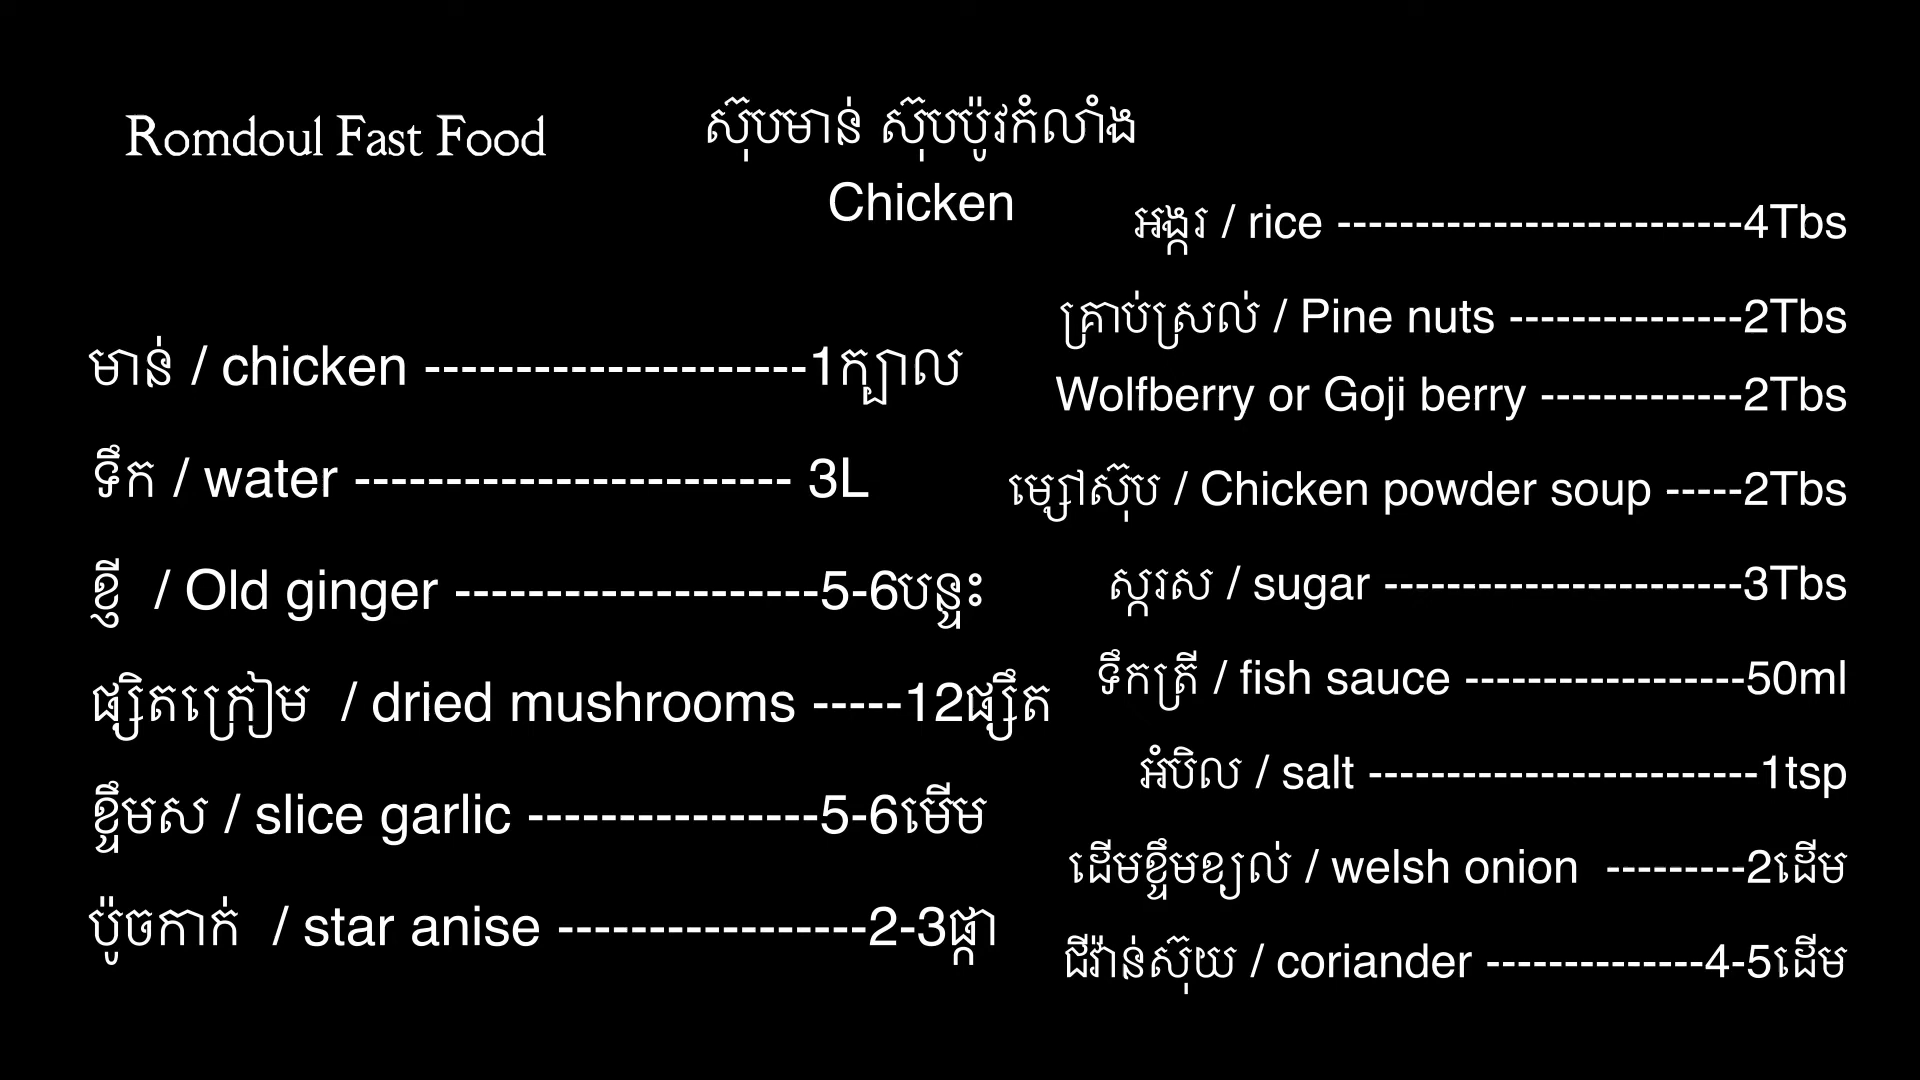 Romdoul Fast Food
ស៊ុបមាន់ ស៊ុបប៉ូវកំលាំង
Chicken
មាន់ / chicken ---------------------1ក្បាល
ទឹក / water ------------------------ 3L
ខ្ញី / Old ginger --------------------5-6បន្ទះ
ផ្សិតក្រៀម / dried mushrooms -----12ផ្សឹត
ខ្ទឹមស / slice garlic ----------------5-6មើម
ប៉ូចកាក់ / star anise -----------------2-3ផ្កា
អង្ករ / rice --------------------------4Tbs
គ្រាប់ស្រល់ / Pine nuts ---------------2Tbs
Wolfberry or Goji berry -------------2Tbs
ម្សៅស៊ុប / Chicken powder soup -----2Tbs
ស្ករស / sugar -----------------------3Tbs
ទឹកត្រី / fish sauce ------------------50ml
អំបិល / salt -------------------------1tsp
ដើមខ្ទឹមខ្យល់ / welsh onion ---------2ដើម
ជីវ៉ាន់ស៊ុយ / coriander --------------4-5ដើម